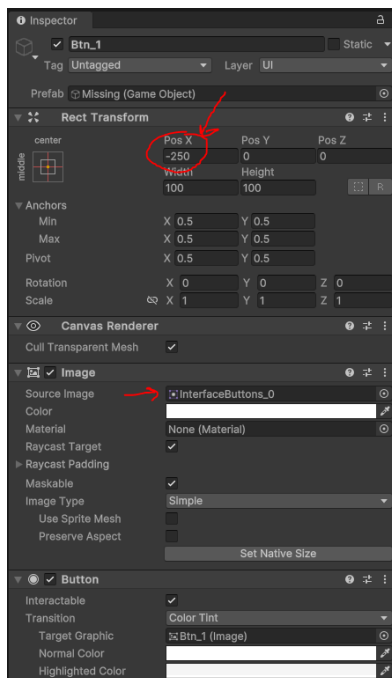 Inspector
Btn_1 Static
Tag Untagged Layer UI
Prefab Missing (Game Object)
Rect Transform
center Pos X Pos Y Pos Z
middle -250 0 0
Width Height
100 100 R
Anchors
Min X 0.5 Y 0.5
Max X 0.5 Y 0.5
Pivot X 0.5 Y 0.5
Rotation X 0 Y 0 Z 0
Scale X 1 Y 1 Z 1
Canvas Renderer
Cull Transparent Mesh
Image
Source Image InterfaceButtons_0
Color
Material None (Material)
Raycast Target
Raycast Padding
Maskable
Image Type Simple
Use Sprite Mesh
Preserve Aspect
Set Native Size
Button
Interactable
Transition Color Tint
Target Graphic Btn_1 (Image)
Normal Color
Highlighted Color